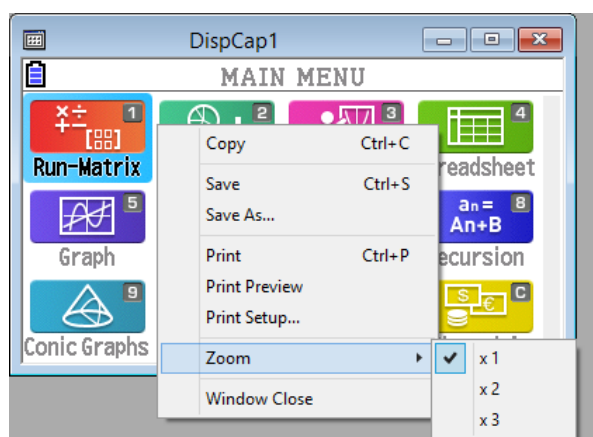 DispCap1
MAIN MENU
×÷ 1
+−
[88]
2
3
4
Run-Matrix
readsheet
5
an= 8
An+B
Graph
ecursion
9
$ € C
Conic Graphs
Copy Ctrl+C
Save Ctrl+S
Save As...
Print Ctrl+P
Print Preview
Print Setup...
Zoom
Window Close
x 1
x 2
x 3